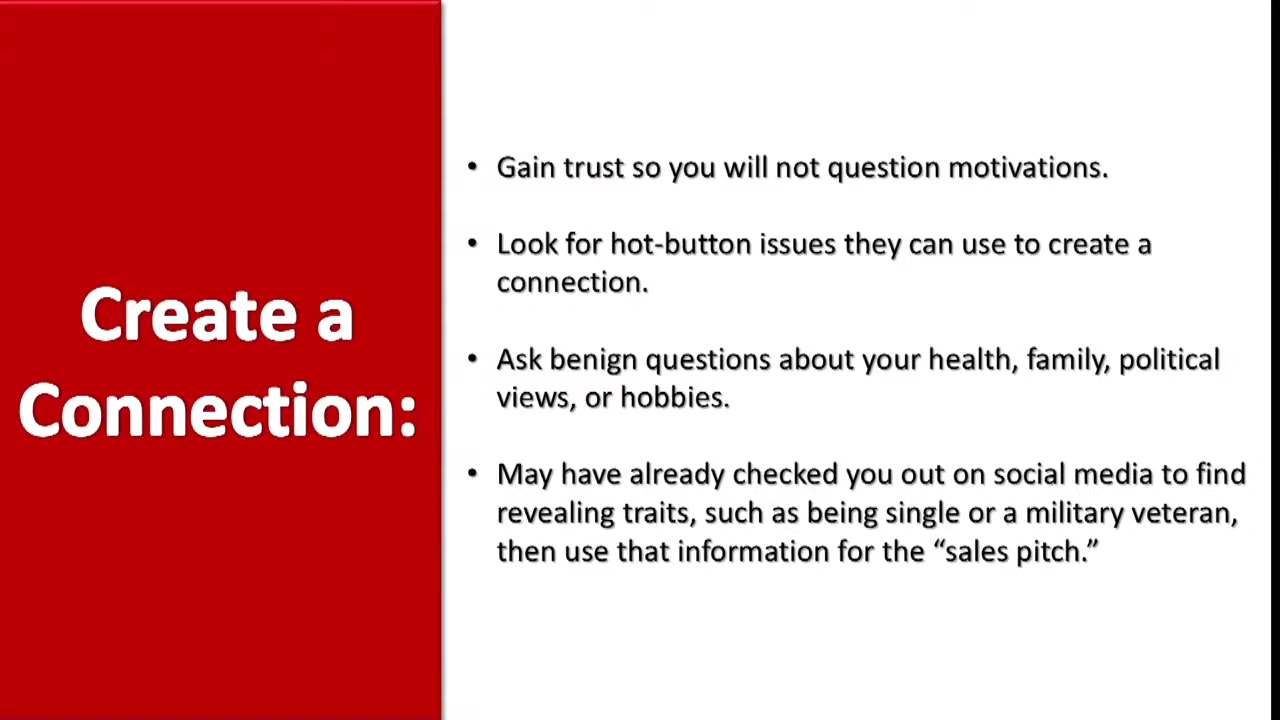 Create a
Connection:
• Gain trust so you will not question motivations.
• Look for hot-button issues they can use to create a
connection.
• Ask benign questions about your health, family, political
views, or hobbies.
• May have already checked you out on social media to find
revealing traits, such as being single or a military veteran,
then use that information for the “sales pitch.”